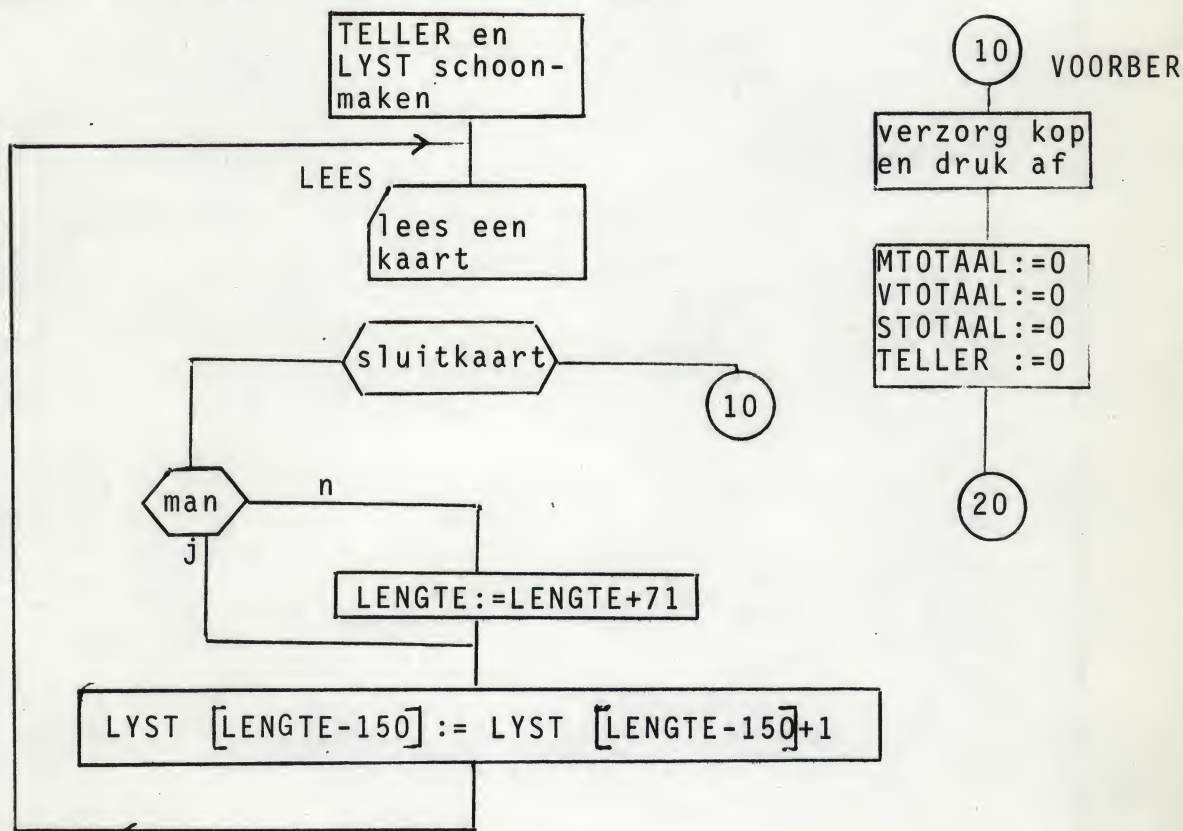 TELLER en
LYST schoon-
maken
LEES
lees een
kaart
sluitkaart
10
man
n
j
LENGTE:=LENGTE+71
LYST [LENGTE-150] := LYST [LENGTE-150]+1
10
VOORBER
verzorg kop
en druk af
MTOTAAL:=0
VTOTAAL:=0
STOTAAL:=0
TELLER :=0
20